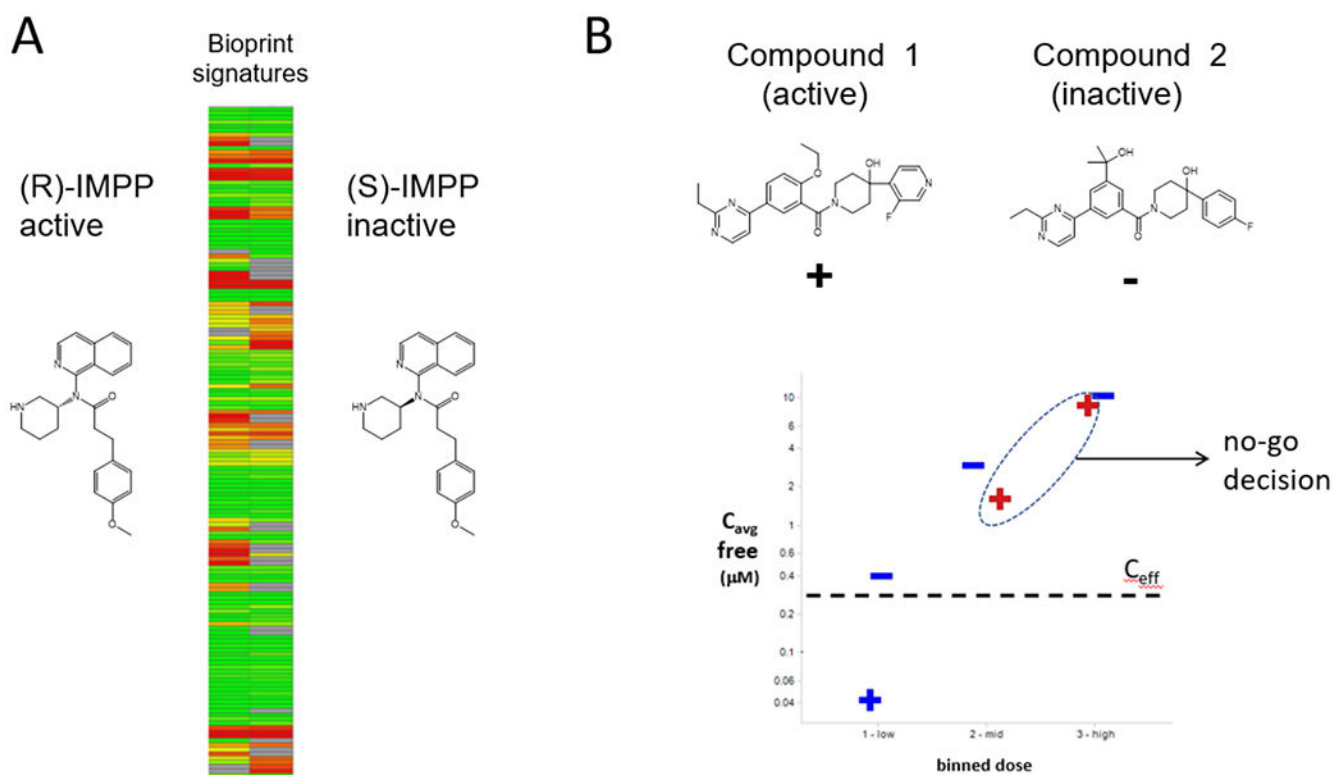 A
Bioprint
signatures
(R)-IMPP
active
(S)-IMPP
inactive
N
HN
N
O
O
N
HN
N
O
O
B
Compound 1
(active)
Compound 2
(inactive)
O
OH
N
N
N
N
O
F
OH
OH
N
N
N
O
F
+
-
10
6
4
2
1
0.6
0.4
0.2
0.1
0.06
0.04
Cavg
free
(μM)
Ceff
no-go
decision
1 - low
2 - mid
3 - high
binned dose